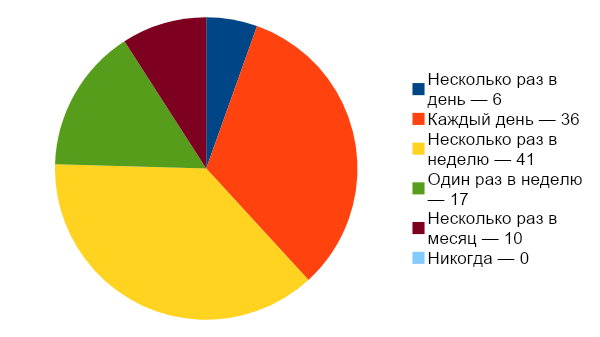 Несколько раз в
день — 6
Каждый день — 36
Несколько раз в
неделю — 41
Один раз в неделю
— 17
Несколько раз в
месяц — 10
Никогда — 0